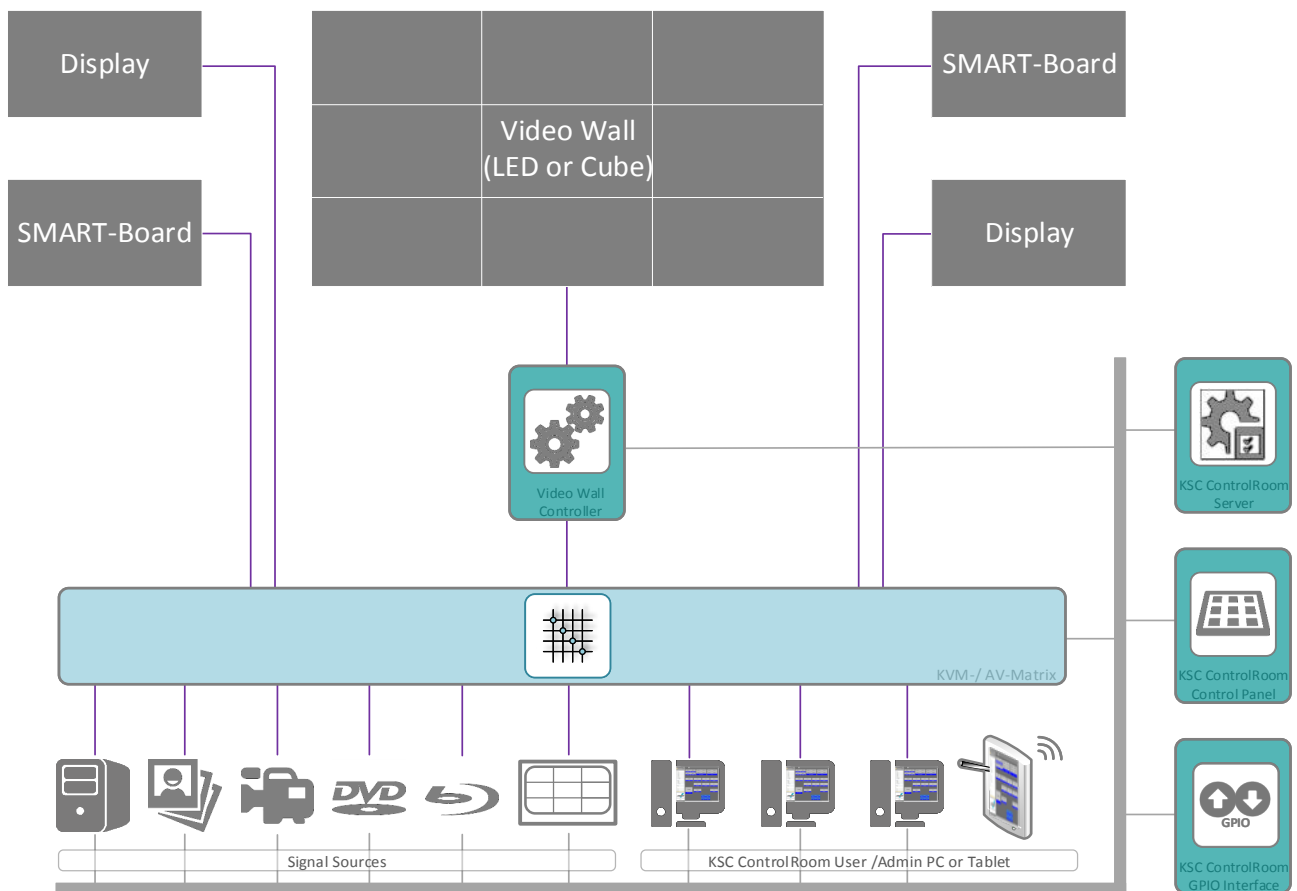 Display
SMART-Board
Video Wall
(LED or Cube)
SMART-Board
Display
Video Wall
Controller
KSC ControlRoom
Server
KVM-/ AV-Matrix
KSC ControlRoom
Control Panel
DVD
GPIO
Signal Sources
KSC ControlRoom User /Admin PC or Tablet
KSC ControlRoom
GPIO Interface